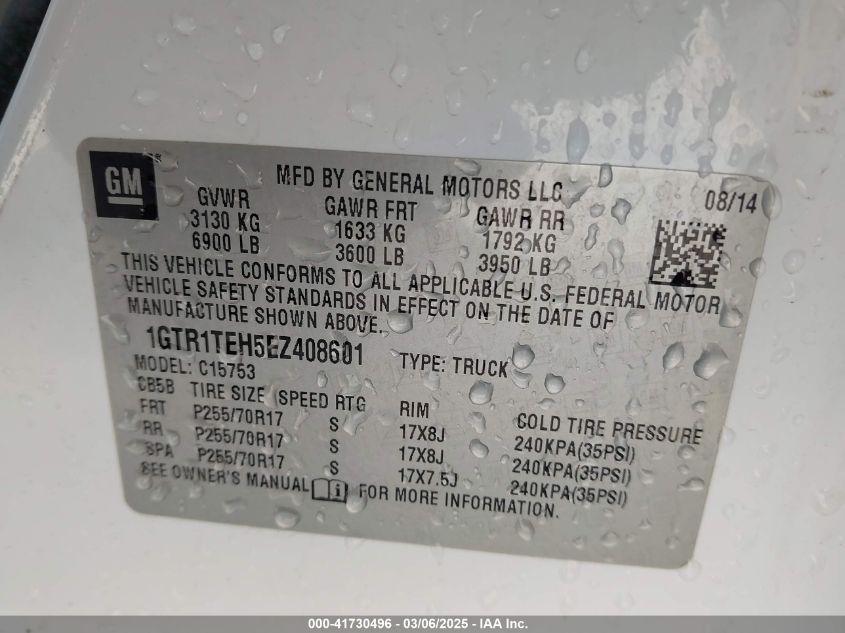 GM
MFD BY GENERAL MOTORS LLC 08/14
GVWR GAWR FRT GAWR RR
3130 KG 1633 KG 1792 KG
6900 LB 3600 LB 3950 LB
THIS VEHICLE CONFORMS TO ALL APPLICABLE U.S. FEDERAL MOTOR
VEHICLE SAFETY STANDARDS IN EFFECT ON THE DATE OF
MANUFACTURE SHOWN ABOVE.
1GTR1TEH5EZ408601 TYPE: TRUCK
MODEL: C15753
CB5B TIRE SIZE (SPEED RTG RIM COLD TIRE PRESSURE
FRT P255/70R17 S 17X8J 240KPA(35PSI)
RR P255/70R17 S 17X8J 240KPA(35PSI)
SPA P255/70R17 S 17X7.5J 240KPA(35PSI)
SEE OWNER'S MANUAL FOR MORE INFORMATION.
000-41730496 — 03/06/2025 — IAA Inc.